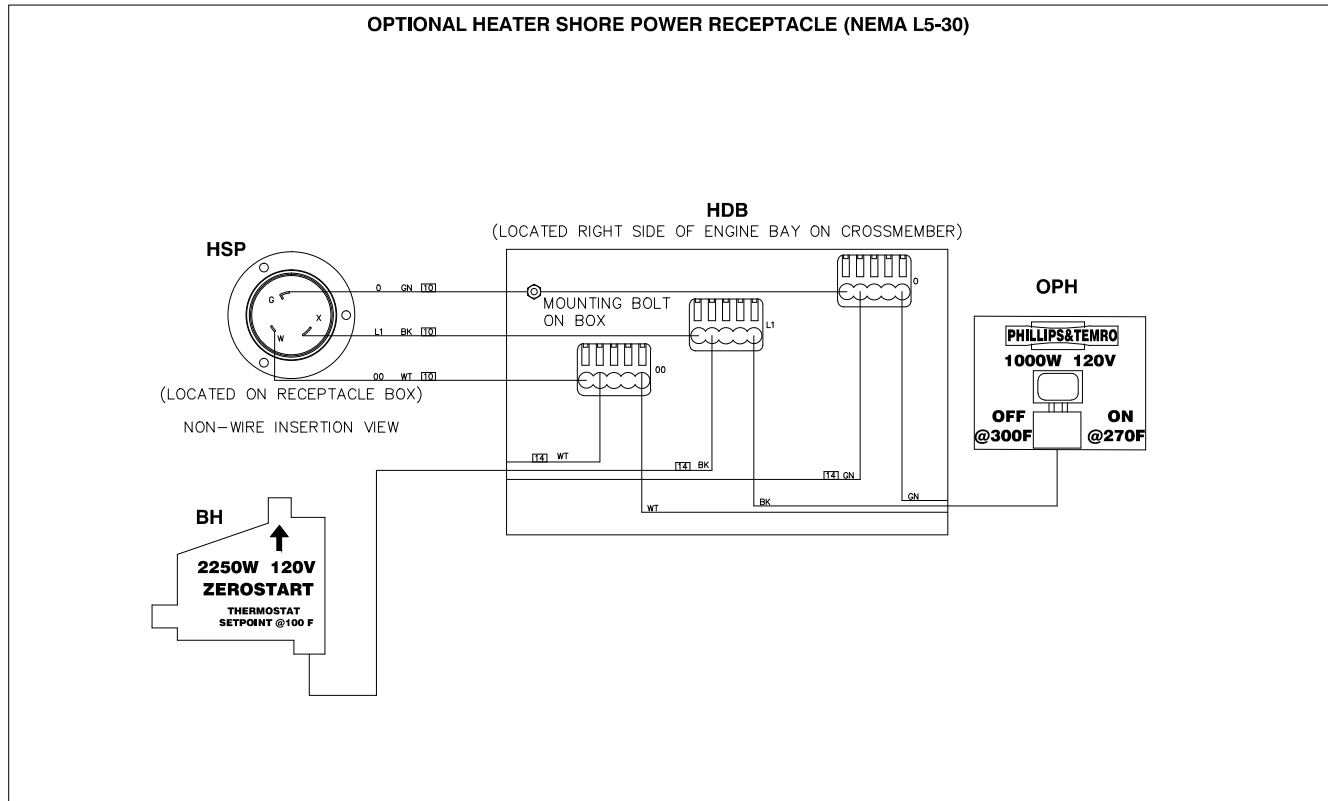 OPTIONAL HEATER SHORE POWER RECEPTACLE (NEMA L5-30)
HDB
(LOCATED RIGHT SIDE OF ENGINE BAY ON CROSSMEMBER)
HSP
G
X
W
0 GN 10
L1 BK 10
00 WT 10
MOUNTING BOLT
ON BOX
0
L1
00
(LOCATED ON RECEPTACLE BOX)
NON-WIRE INSERTION VIEW
14 WT
14 BK
14 GN
WT
BK
GN
OPH
PHILLIPS&TEMRO
1000W 120V
OFF
@300F
ON
@270F
BH
2250W 120V
ZEROSTART
THERMOSTAT
SETPOINT @100 F